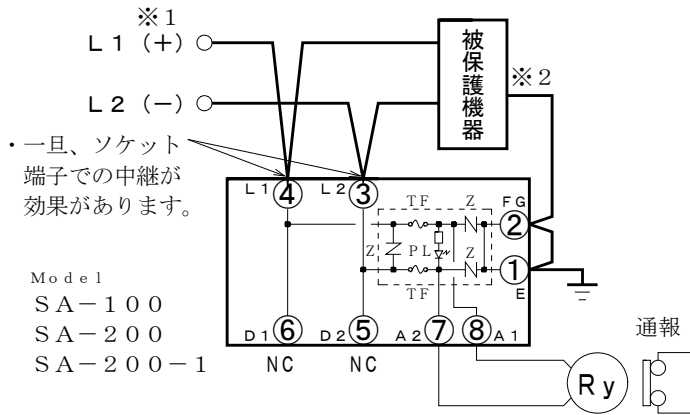 ※1
L1 (+)
被保護機器
※2
L2 (−)
・一旦、ソケット
端子での中継が
効果があります。
L1 ④ L2 ③
TF Z FG ②
Z PL Z ①
TF E
Model
SA−100
SA−200
SA−200−1
D1 ⑥ D2 ⑤ A2 ⑦ ⑧ A1
NC NC
通報
Ry